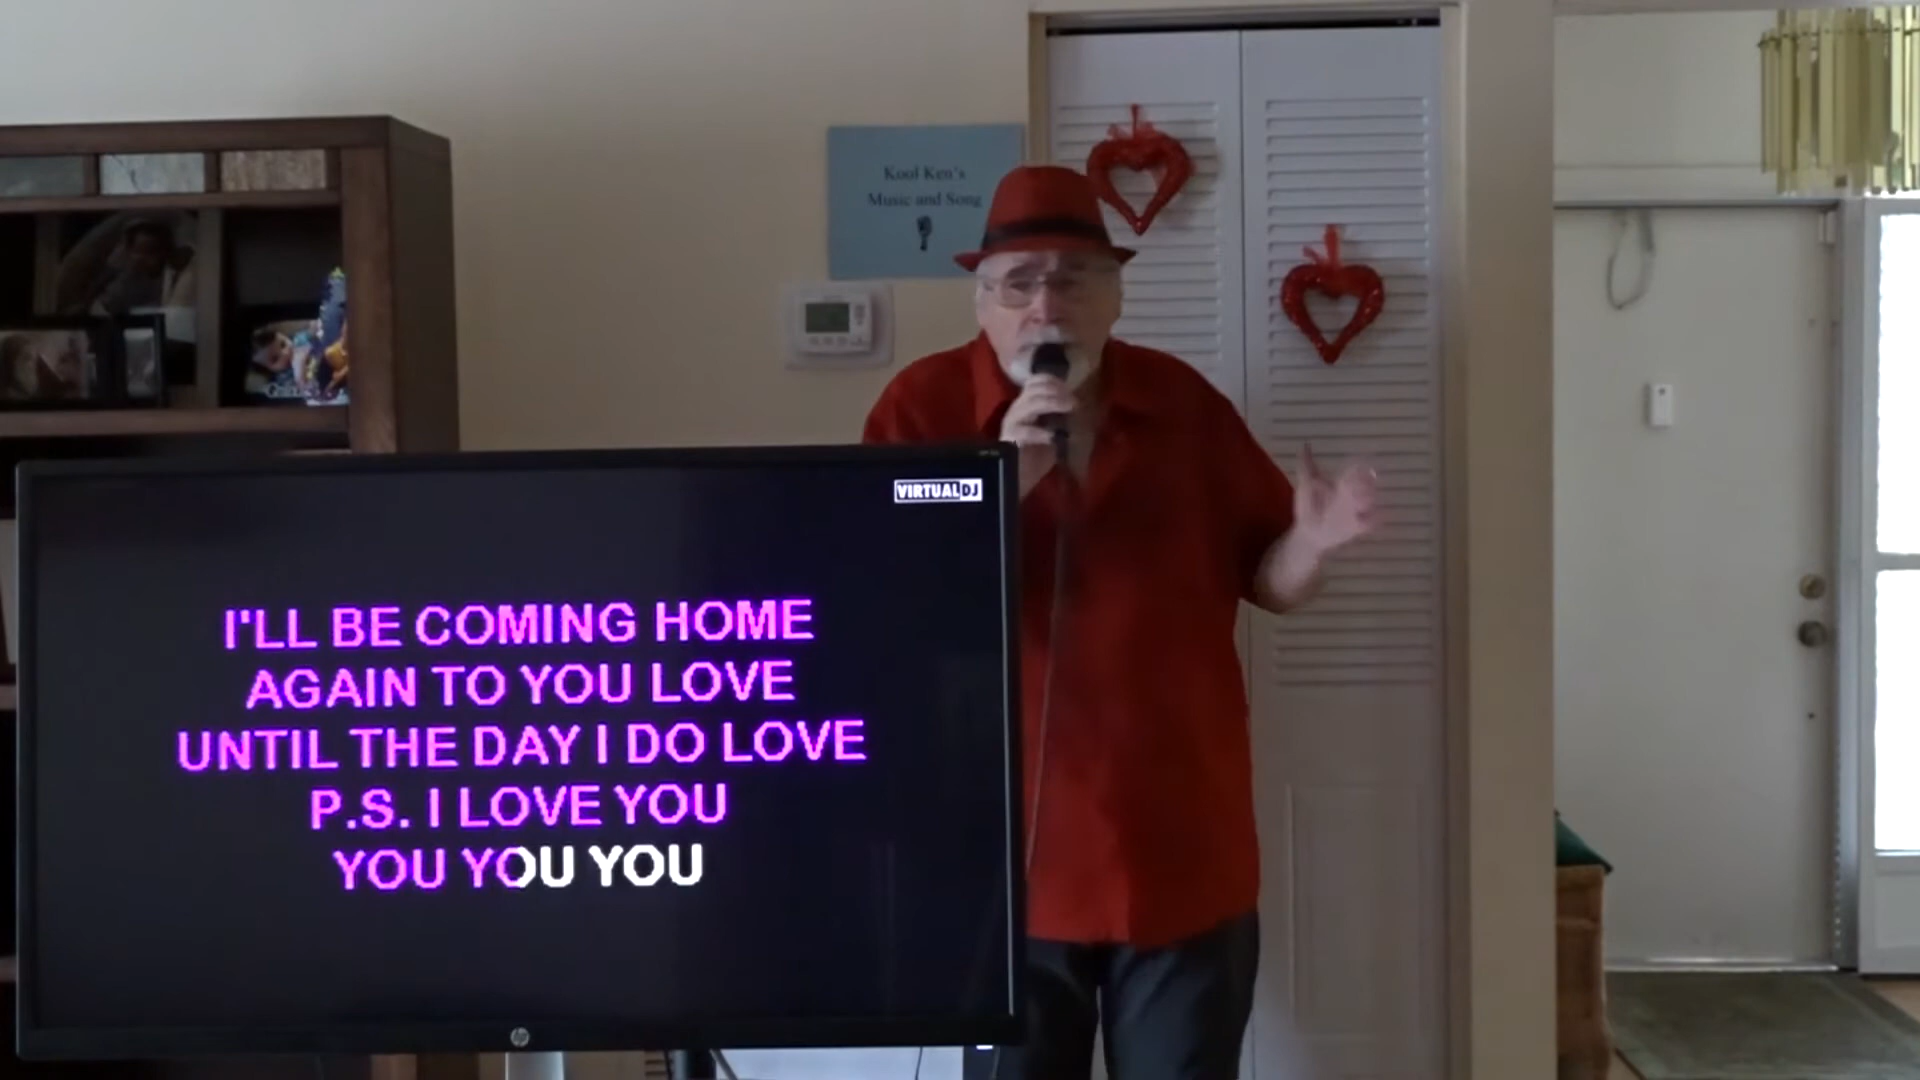 Kool Ken's
Music and Song
VIRTUALDJ
I'LL BE COMING HOME
AGAIN TO YOU LOVE
UNTIL THE DAY I DO LOVE
P.S. I LOVE YOU
YOU YOU YOU
hp